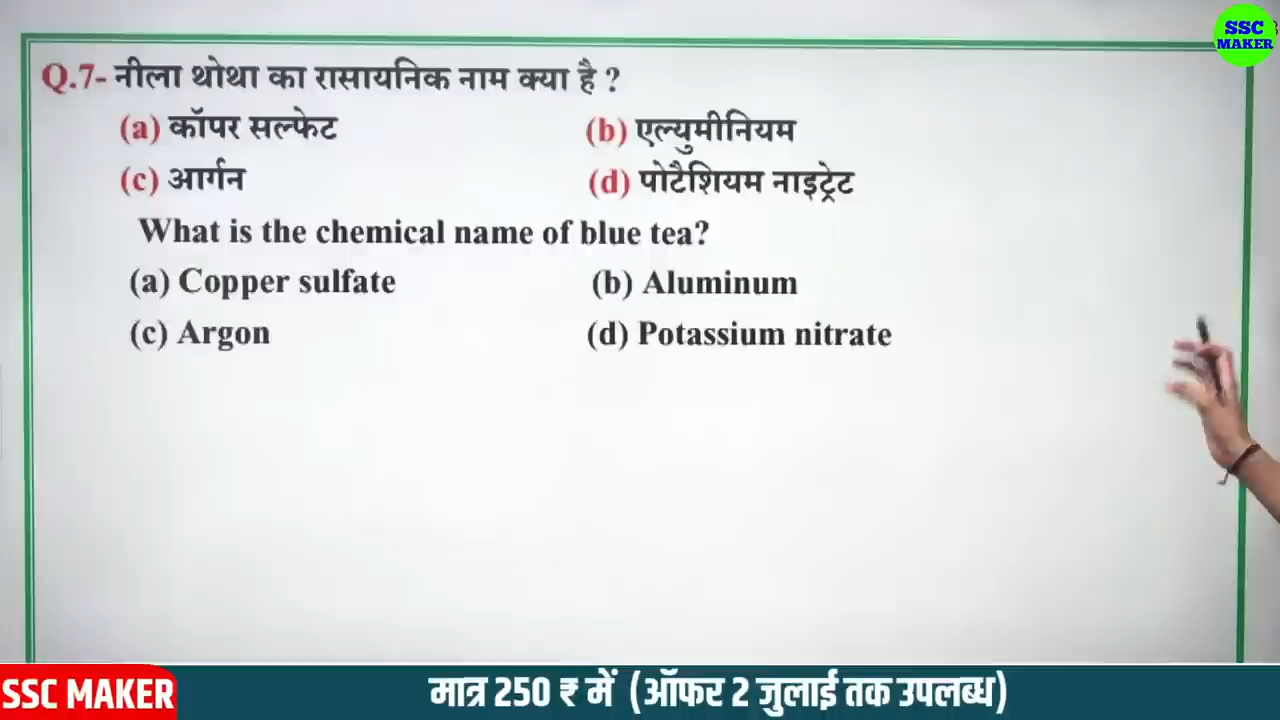 SSC
MAKER
Q.7- नीला थोथा का रासायनिक नाम क्या है ?
(a) कॉपर सल्फेट (b) एल्युमीनियम
(c) आर्गन (d) पोटैशियम नाइट्रेट
What is the chemical name of blue tea?
(a) Copper sulfate (b) Aluminum
(c) Argon (d) Potassium nitrate
SSC MAKER मात्र 250 ₹ में (ऑफर 2 जुलाई तक उपलब्ध)